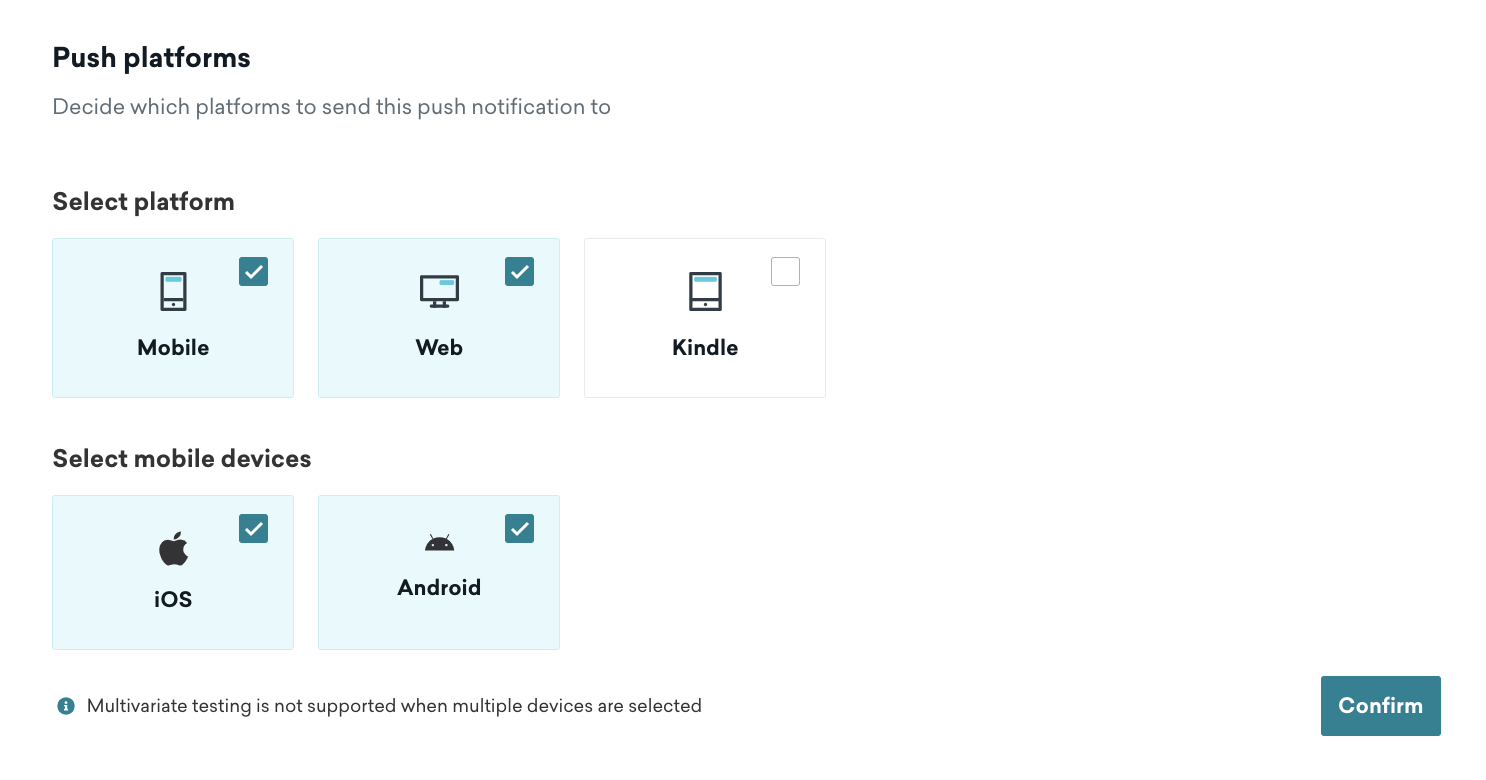 Push platforms
Decide which platforms to send this push notification to
Select platform
Mobile
Web
Kindle
Select mobile devices
iOS
Android
Multivariate testing is not supported when multiple devices are selected
Confirm